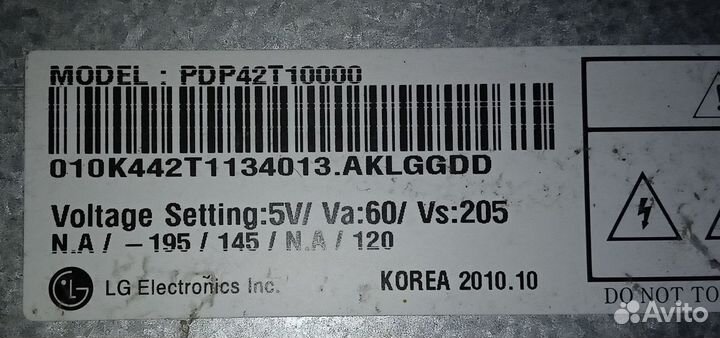 MODEL : PDP42T10000
010K442T1134013.AKLGGDD
Voltage Setting:5V/ Va:60/ Vs:205
N.A / -195 / 145 / N.A / 120
LG Electronics Inc.
KOREA 2010.10
DO NOT TO
Avito